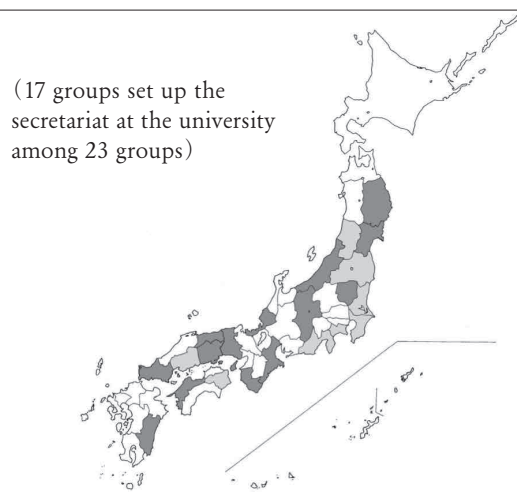 （17 groups set up the
secretariat at the university
among 23 groups）